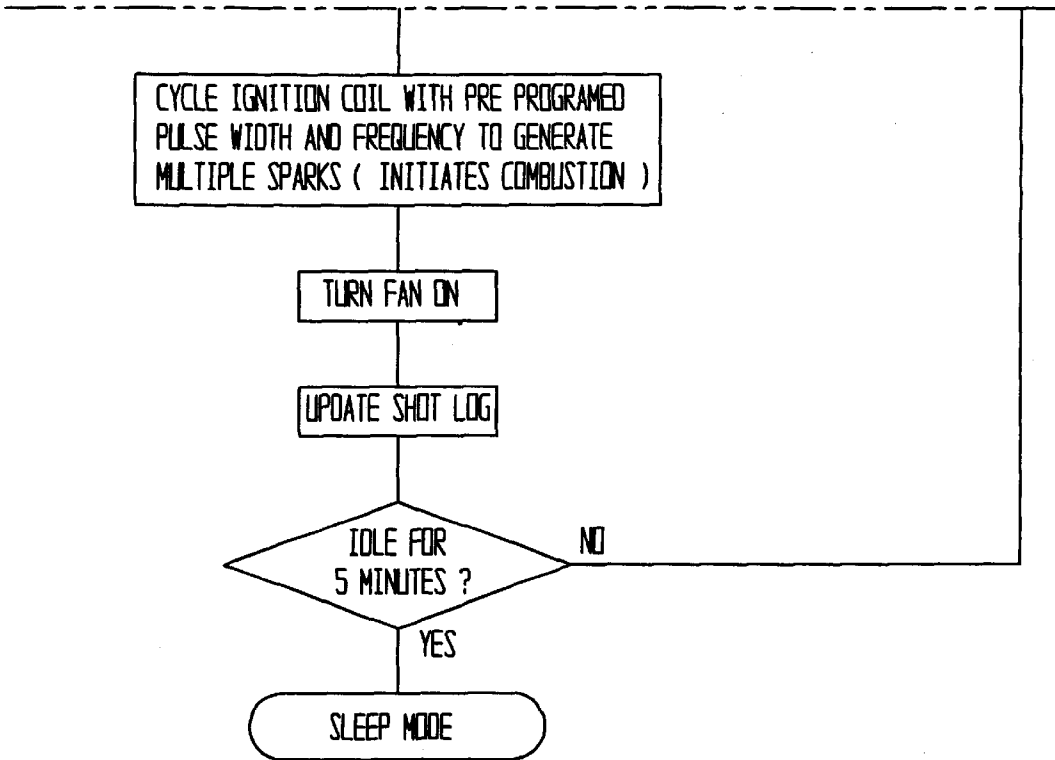 CYCLE IGNITION COIL WITH PRE PROGRAMED
PULSE WIDTH AND FREQUENCY TO GENERATE
MULTIPLE SPARKS ( INITIATES COMBUSTION )
TURN FAN ON
UPDATE SHOT LOG
IDLE FOR
5 MINUTES ?
NO
YES
SLEEP MODE